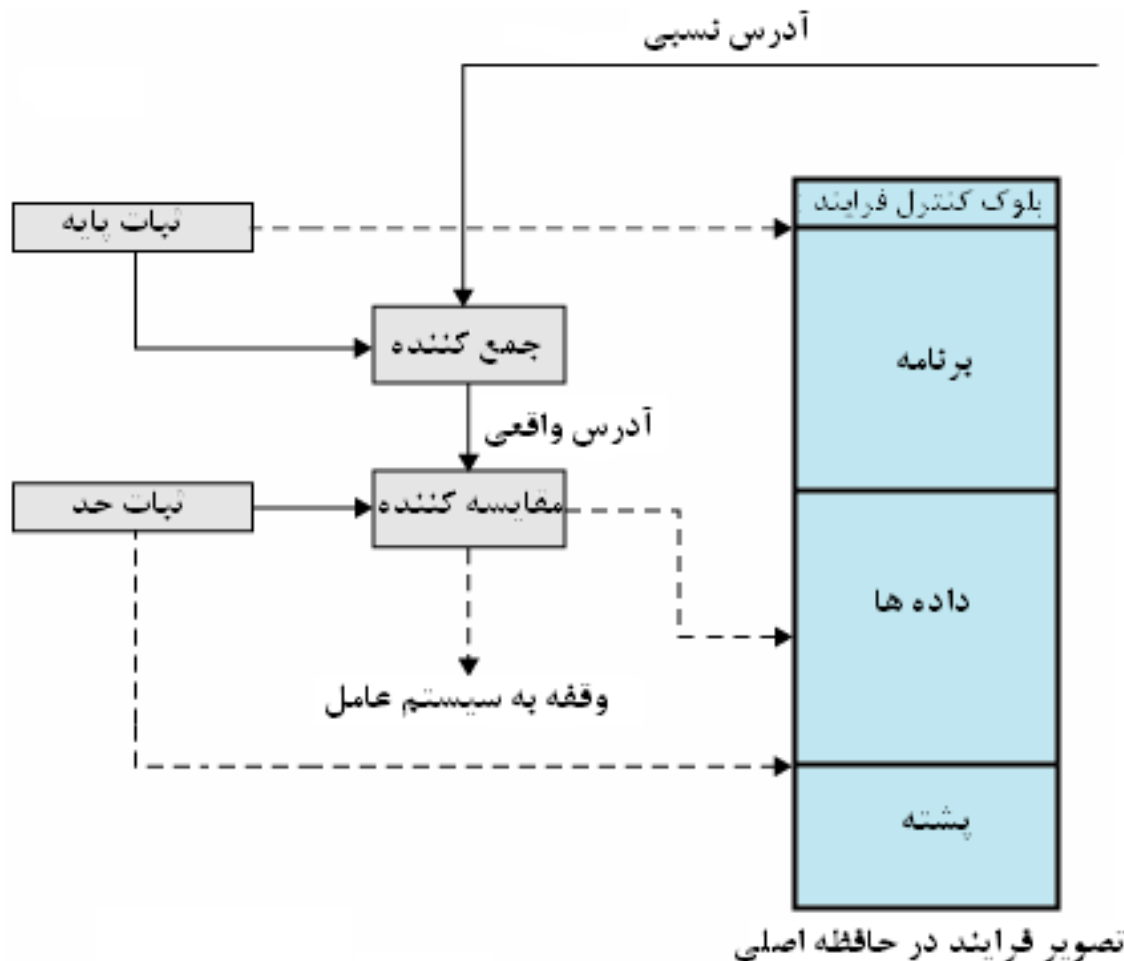 آدرس نسبی
بلوک کنترل فرایند :
ثبات پایه
جمع کننده
برنامه
آدرس واقعی
ثبات حد
مقایسه کننده
داده ها
وقفه به سیستم عامل
پشته
تصویر فرایند در حافظه اصلی